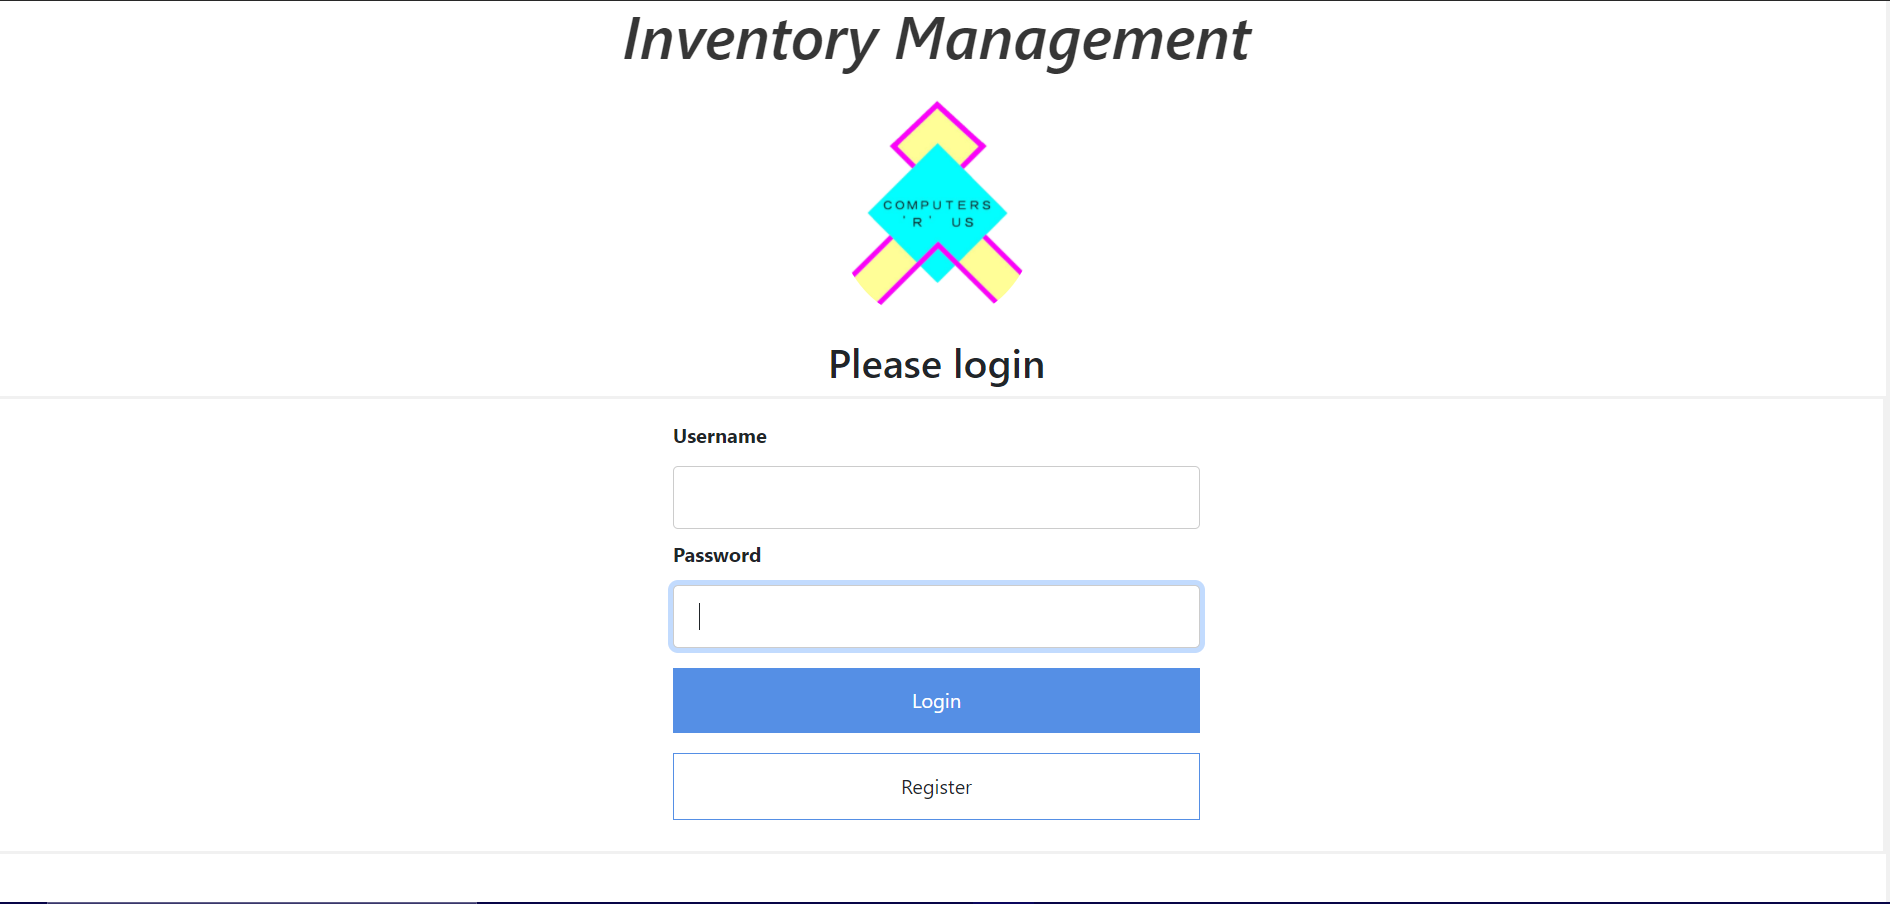 Inventory Management
COMPUTERS
'R' US
Please login
Username
Password
Login
Register